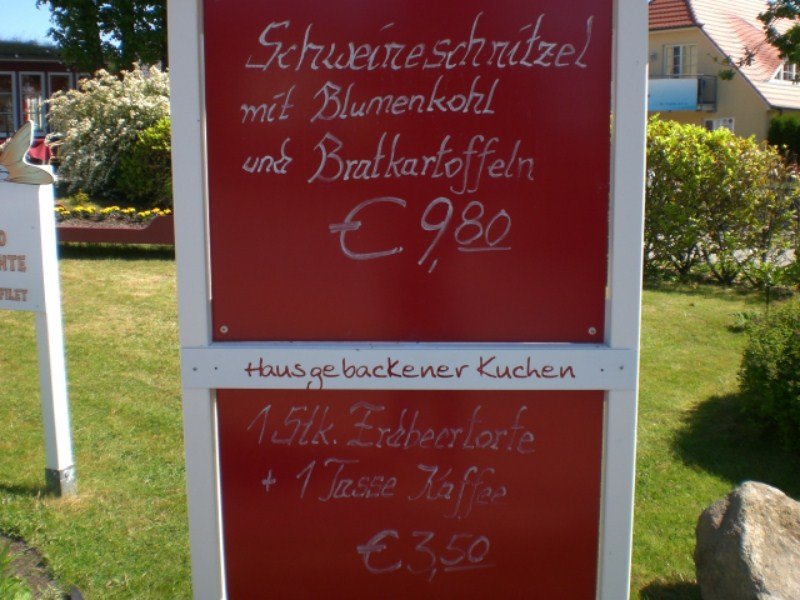 Schweineschnitzel
mit Blumenkohl
und Bratkartoffeln
€ 9,80
Hausgebackener Kuchen
1 Stk. Erdbeertorte
+ 1 Tasse Kaffee
€ 3,50